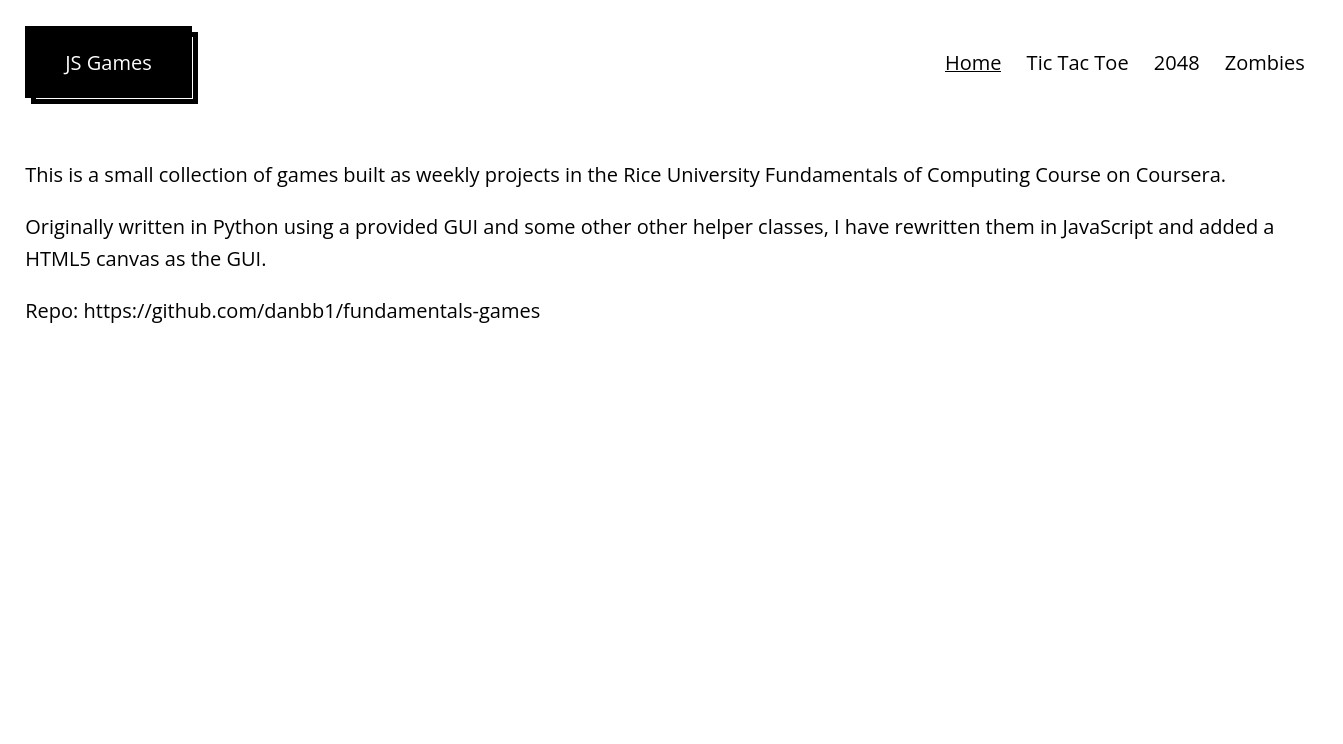 JS Games
Home Tic Tac Toe 2048 Zombies
This is a small collection of games built as weekly projects in the Rice University Fundamentals of Computing Course on Coursera.
Originally written in Python using a provided GUI and some other other helper classes, I have rewritten them in JavaScript and added a
HTML5 canvas as the GUI.
Repo: https://github.com/danbb1/fundamentals-games